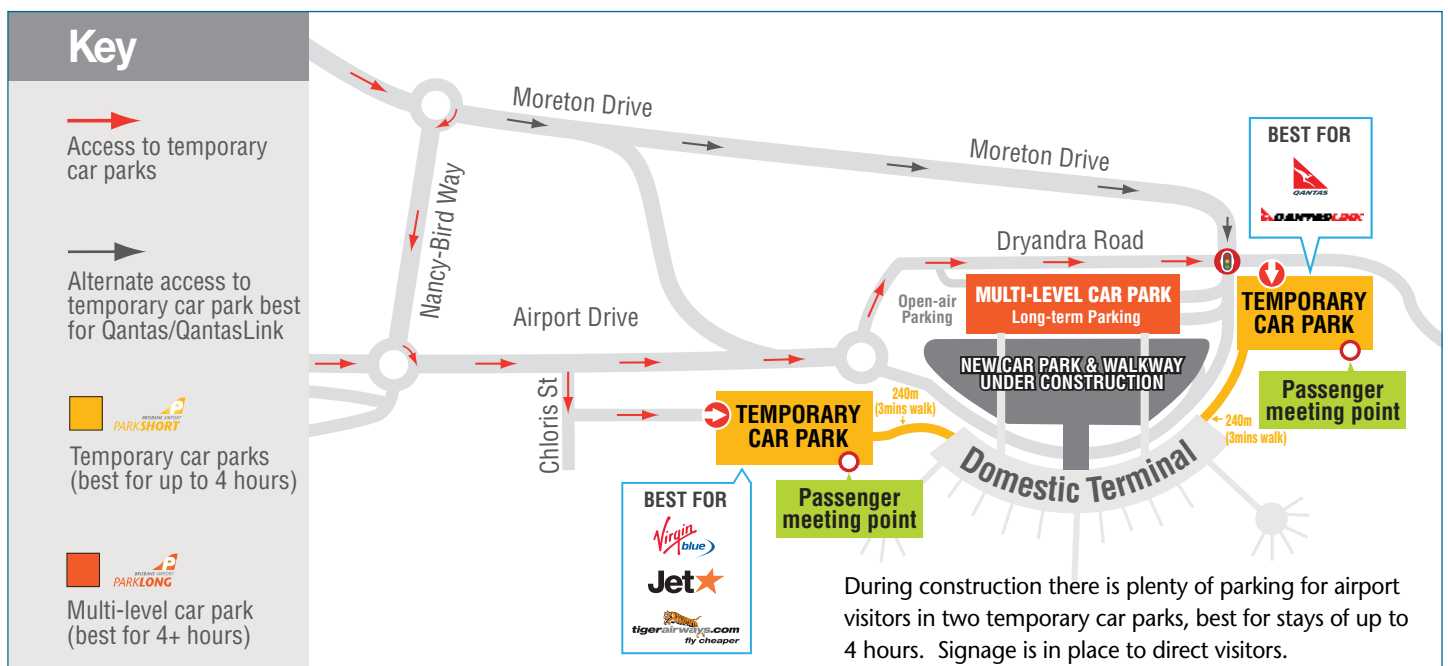 Key
Access to temporary
car parks
Alternate access to
temporary car park best
for Qantas/QantasLink
BRISBANE AIRPORT
PARKSHORT
Temporary car parks
(best for up to 4 hours)
BRISBANE AIRPORT
PARKLONG
Multi-level car park
(best for 4+ hours)
Moreton Drive
Moreton Drive
Nancy-Bird Way
Dryandra Road
Airport Drive
Chloris St
Open-air
Parking
MULTI-LEVEL CAR PARK
Long-term Parking
NEW CAR PARK & WALKWAY
UNDER CONSTRUCTION
BEST FOR
QANTAS
QANTASLINK
TEMPORARY
CAR PARK
Passenger
meeting point
240m
(3mins walk)
TEMPORARY
CAR PARK
240m
(3mins walk)
Passenger
meeting point
Domestic Terminal
BEST FOR
Virgin
blue
Jet
tigerairways.com
fly cheaper
During construction there is plenty of parking for airport
visitors in two temporary car parks, best for stays of up to
4 hours. Signage is in place to direct visitors.